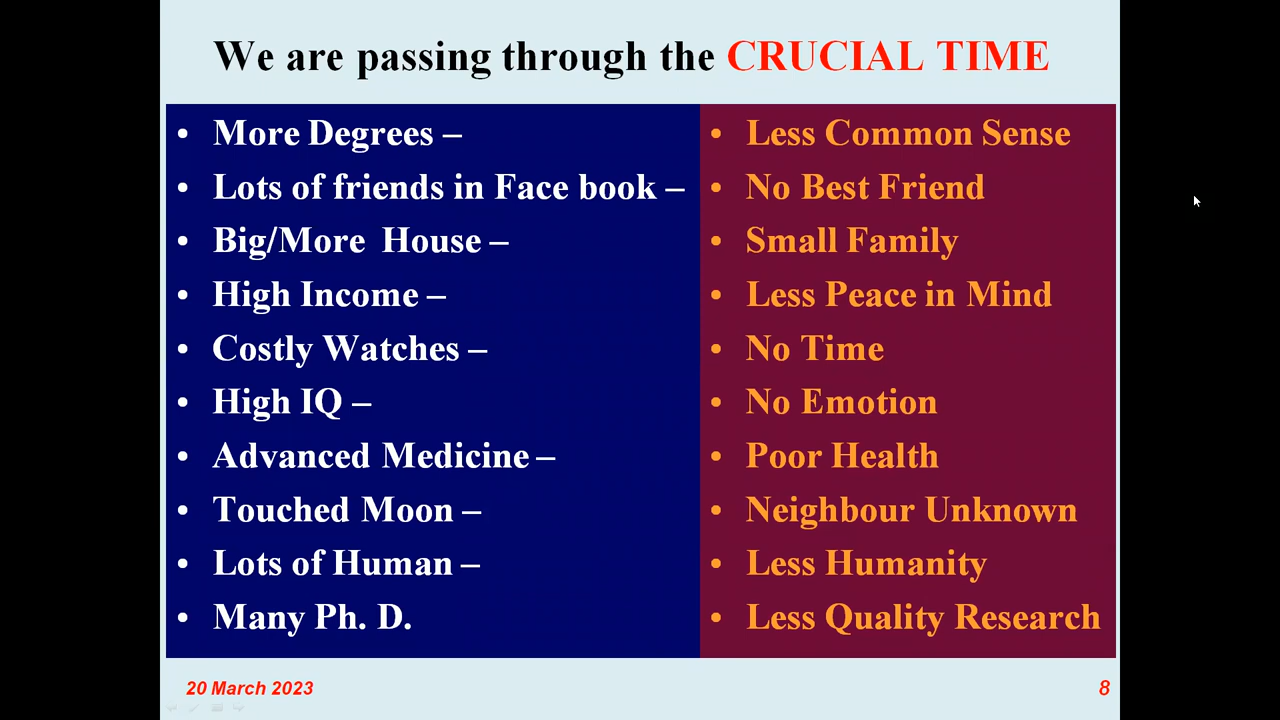 We are passing through the CRUCIAL TIME
• More Degrees – • Less Common Sense
• Lots of friends in Face book – • No Best Friend
• Big/More House – • Small Family
• High Income – • Less Peace in Mind
• Costly Watches – • No Time
• High IQ – • No Emotion
• Advanced Medicine – • Poor Health
• Touched Moon – • Neighbour Unknown
• Lots of Human – • Less Humanity
• Many Ph. D. • Less Quality Research
20 March 2023 8